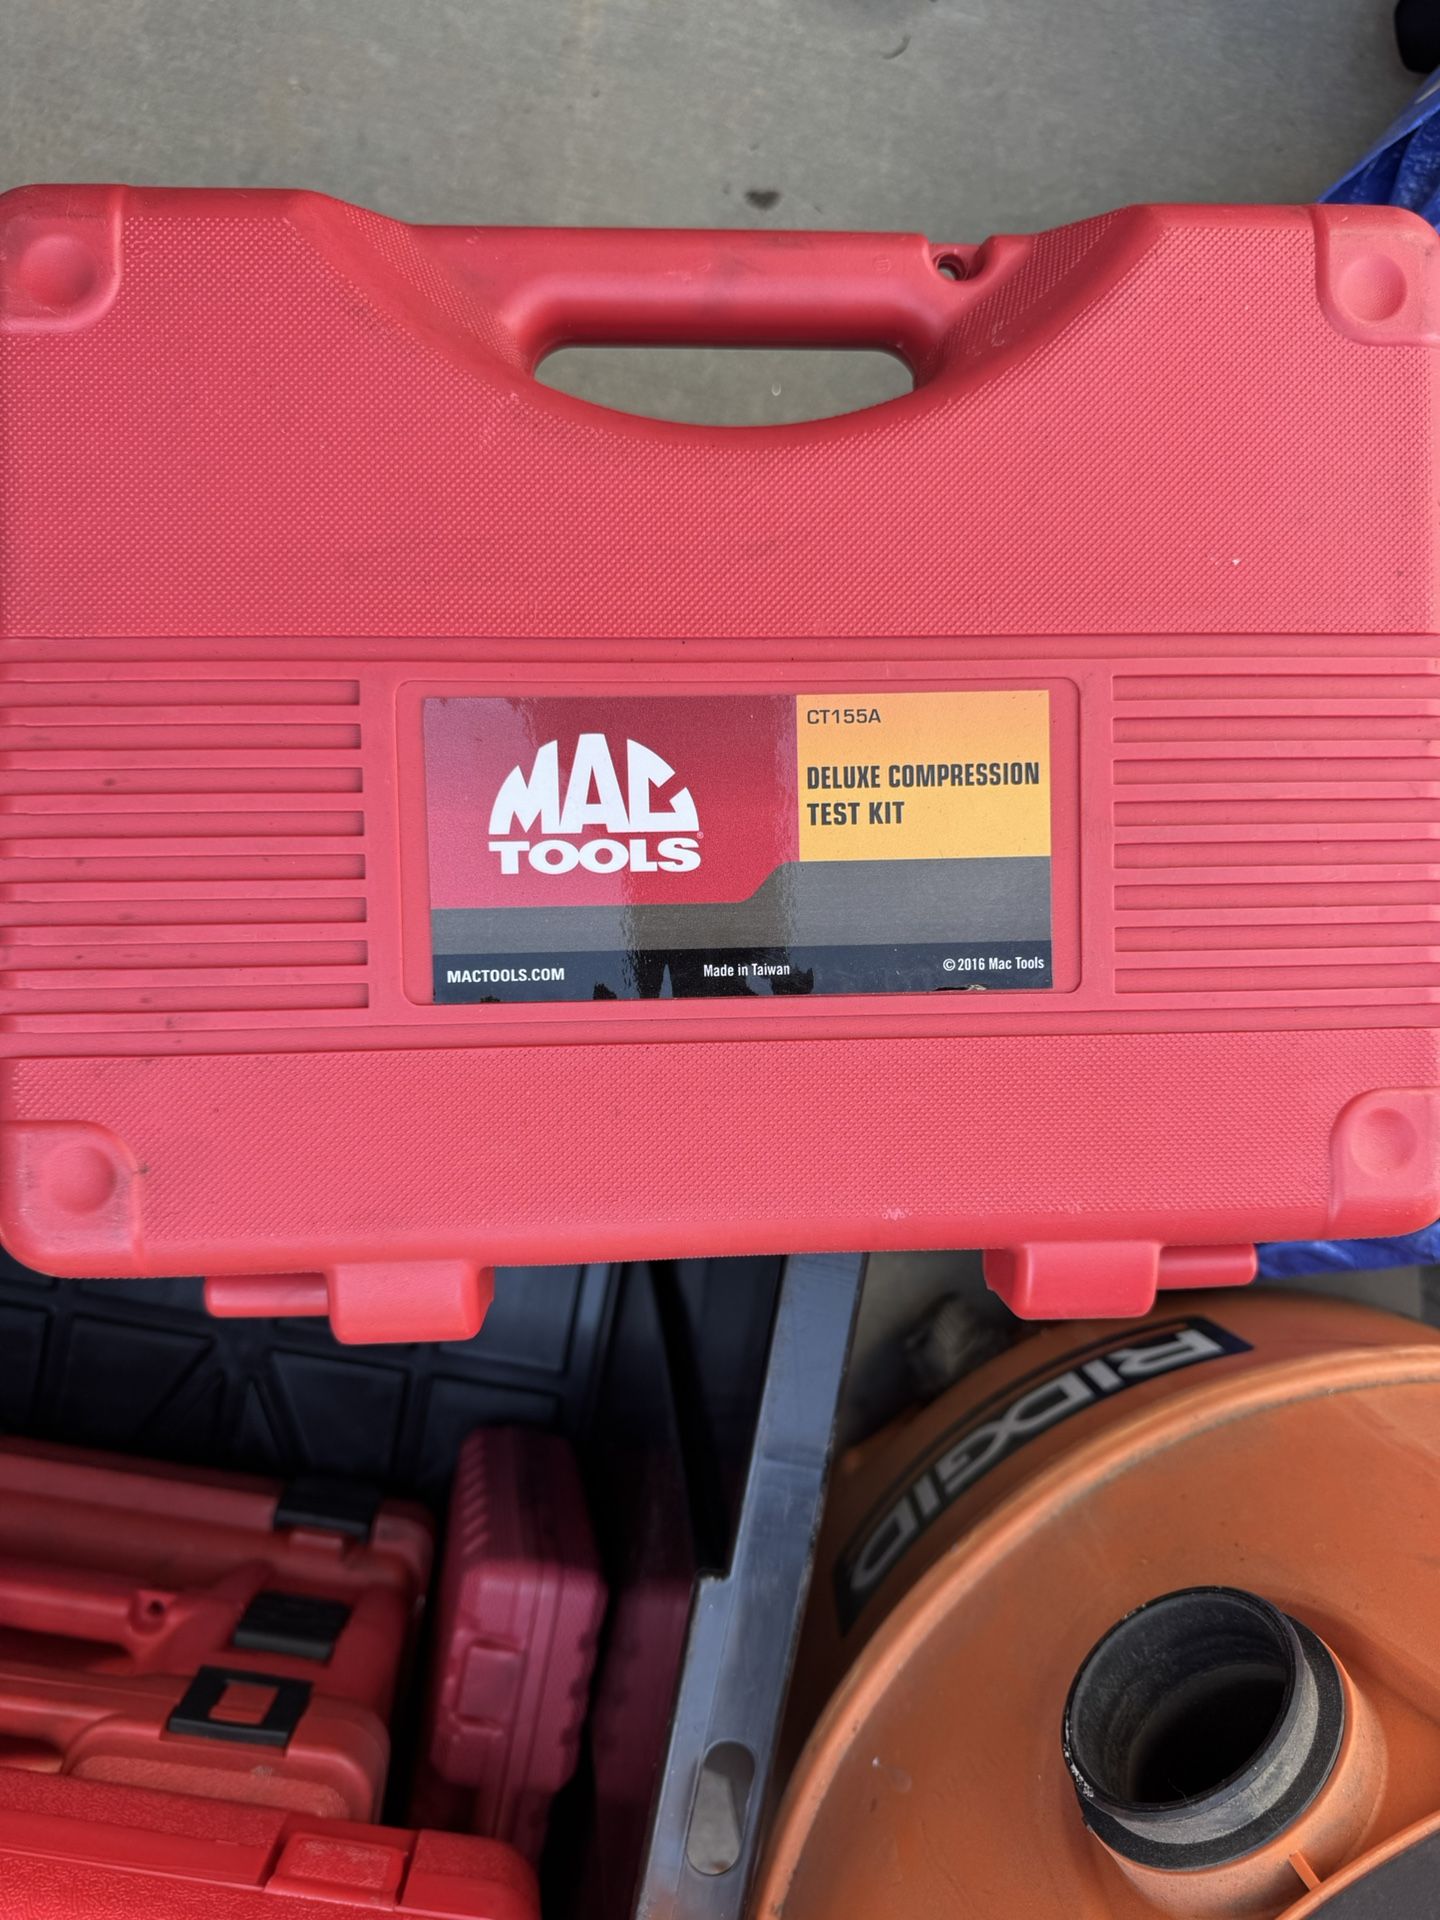 CT155A
DELUXE COMPRESSION
TEST KIT
MAC
TOOLS®
MACTOOLS.COM
Made in Taiwan
© 2016 Mac Tools
RIDGID